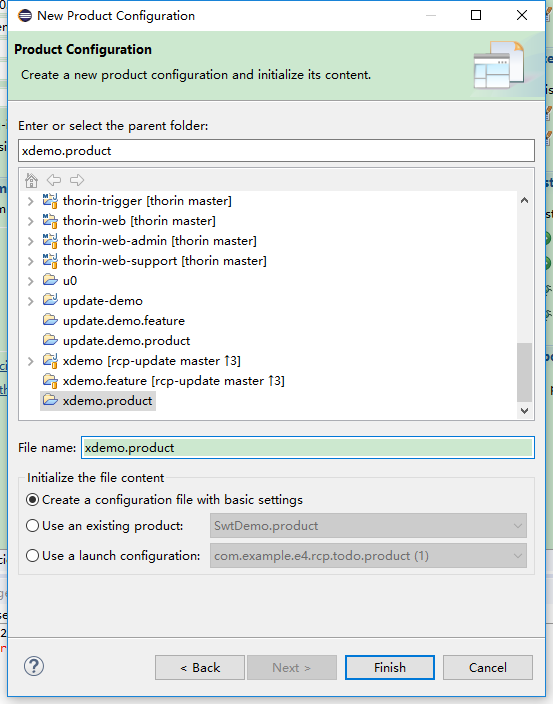 New Product Configuration
Product Configuration
Create a new product configuration and initialize its content.
Enter or select the parent folder:
xdemo.product
thorin-trigger [thorin master]
thorin-web [thorin master]
thorin-web-admin [thorin master]
thorin-web-support [thorin master]
u0
update-demo
update.demo.feature
update.demo.product
xdemo [rcp-update master ↑3]
xdemo.feature [rcp-update master ↑3]
xdemo.product
File name: xdemo.product
Initialize the file content
Create a configuration file with basic settings
Use an existing product: SwtDemo.product
Use a launch configuration: com.example.e4.rcp.todo.product (1)
?
< Back Next > Finish Cancel